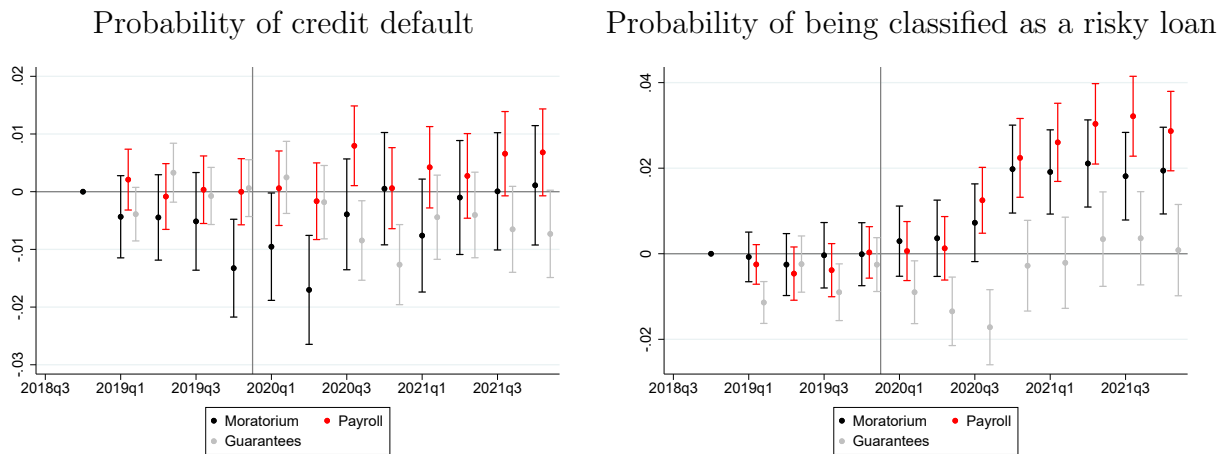 Probability of credit default
.02
.01
0
-.01
-.02
-.03
2018q3 2019q1 2019q3 2020q1 2020q3 2021q1 2021q3
Moratorium Payroll
Guarantees
Probability of being classified as a risky loan
.04
.02
0
-.02
2018q3 2019q1 2019q3 2020q1 2020q3 2021q1 2021q3
Moratorium Payroll
Guarantees